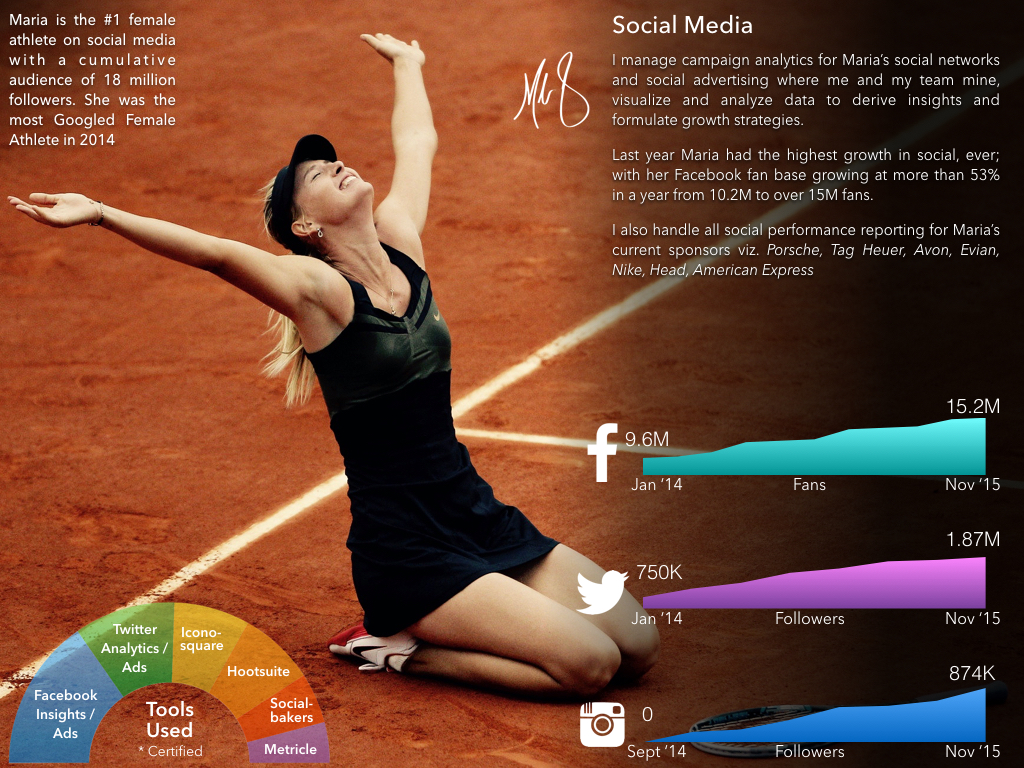 Maria is the #1 female
athlete on social media
with a cumulative
audience of 18 million
followers. She was the
most Googled Female
Athlete in 2014
Social Media
I manage campaign analytics for Maria's social networks
and social advertising where me and my team mine,
visualize and analyze data to derive insights and
formulate growth strategies.
Last year Maria had the highest growth in social, ever;
with her Facebook fan base growing at more than 53%
in a year from 10.2M to over 15M fans.
I also handle all social performance reporting for Maria's
current sponsors viz. Porsche, Tag Heuer, Avon, Evian,
Nike, Head, American Express
15.2M
9.6M
Jan '14
Fans
Nov '15
1.87M
750K
Jan '14
Followers
Nov '15
874K
0
Sept '14
Followers
Nov '15
Facebook
Insights /
Ads
Twitter
Analytics /
Ads
Icono-
square
Hootsuite
Social-
bakers
Metricle
Tools
Used
* Certified